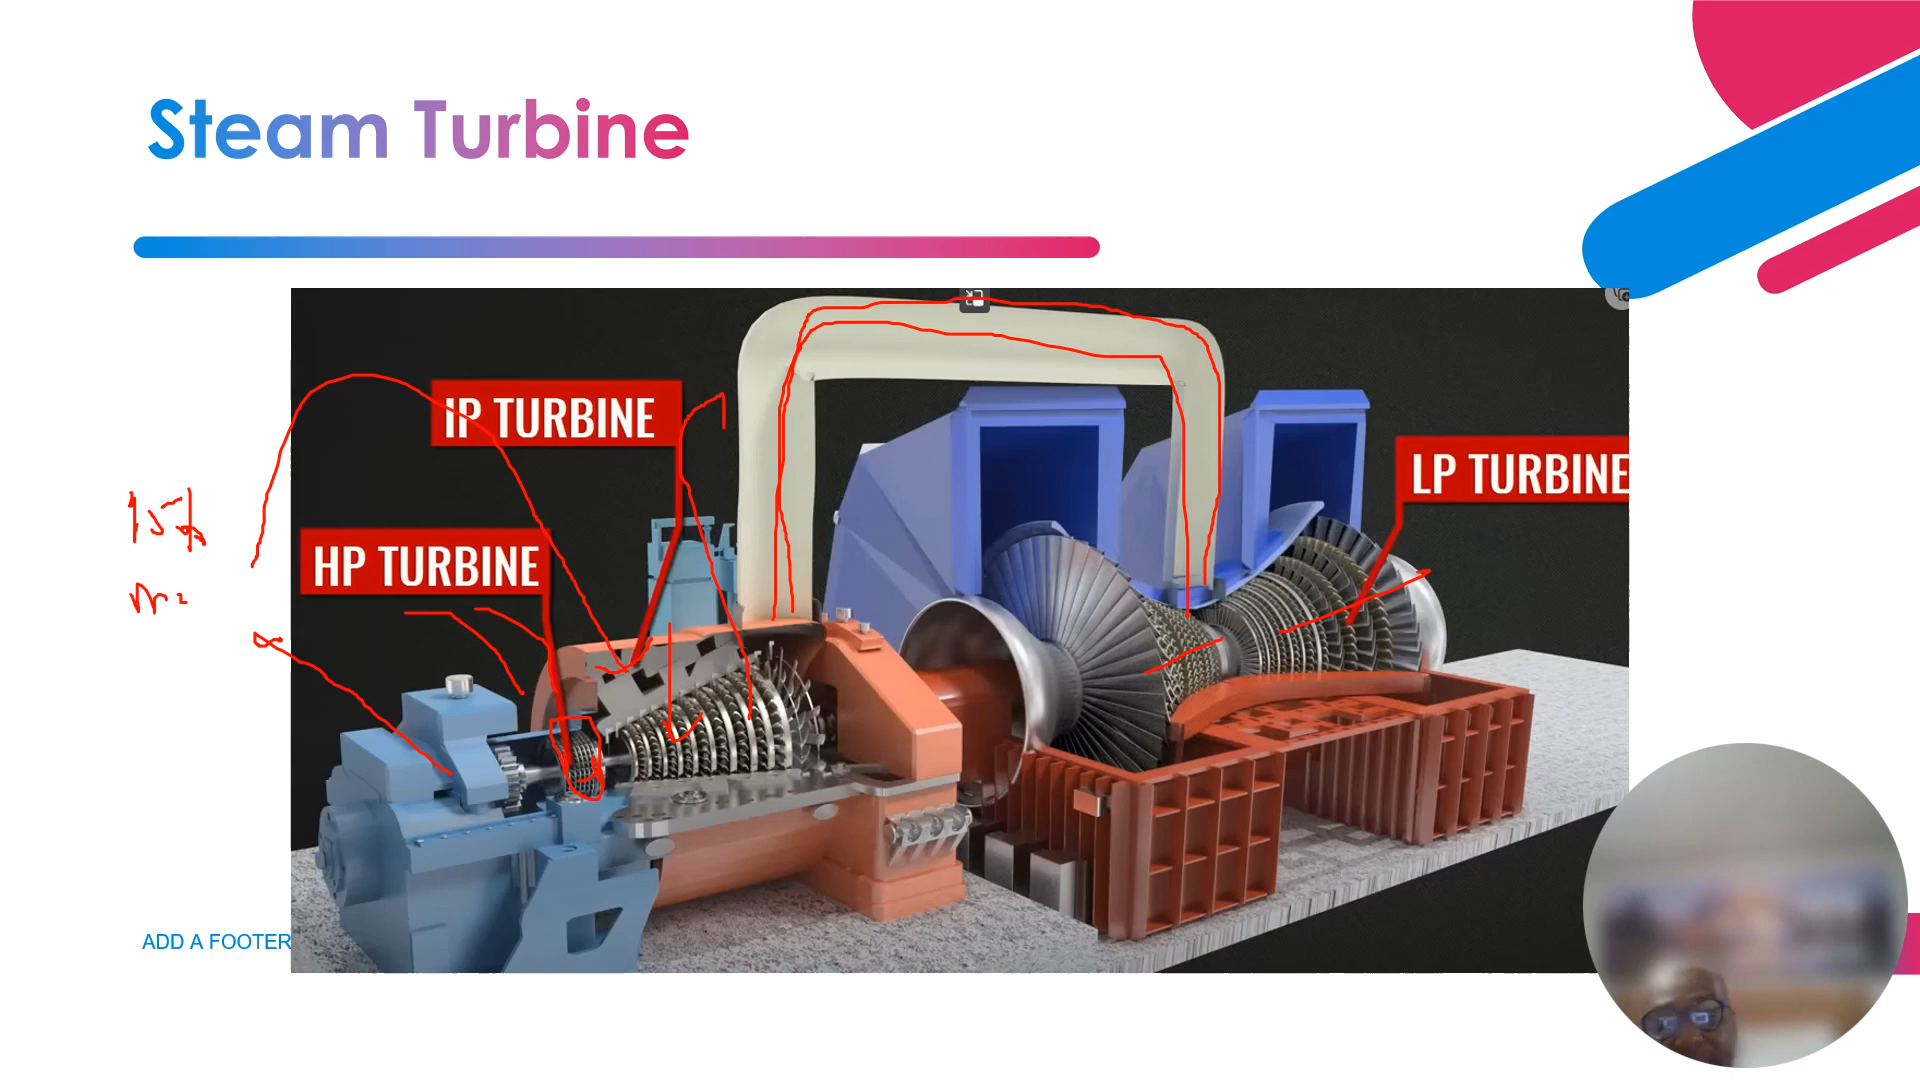 Steam Turbine
IP TURBINE
LP TURBINE
HP TURBINE
ADD A FOOTER